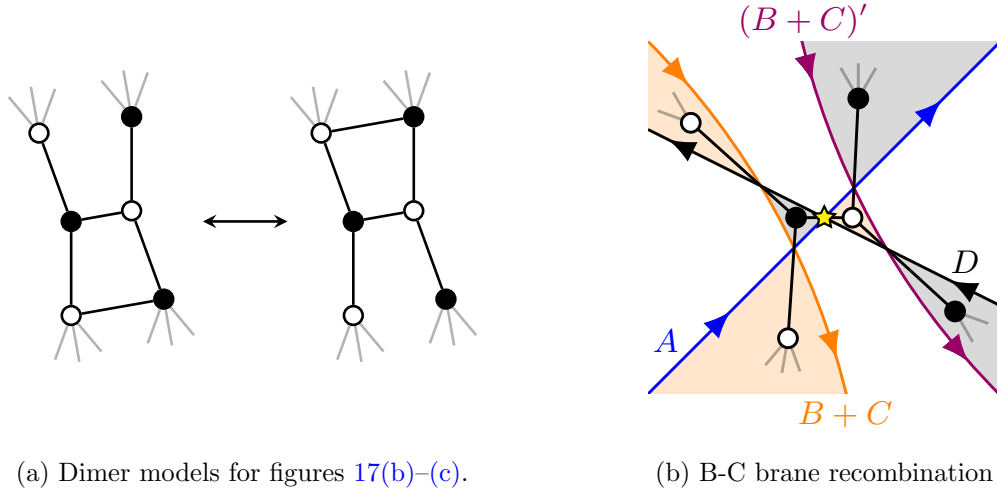 (B + C)′
D
A
B + C
(a) Dimer models for figures 17(b)–(c).
(b) B-C brane recombination